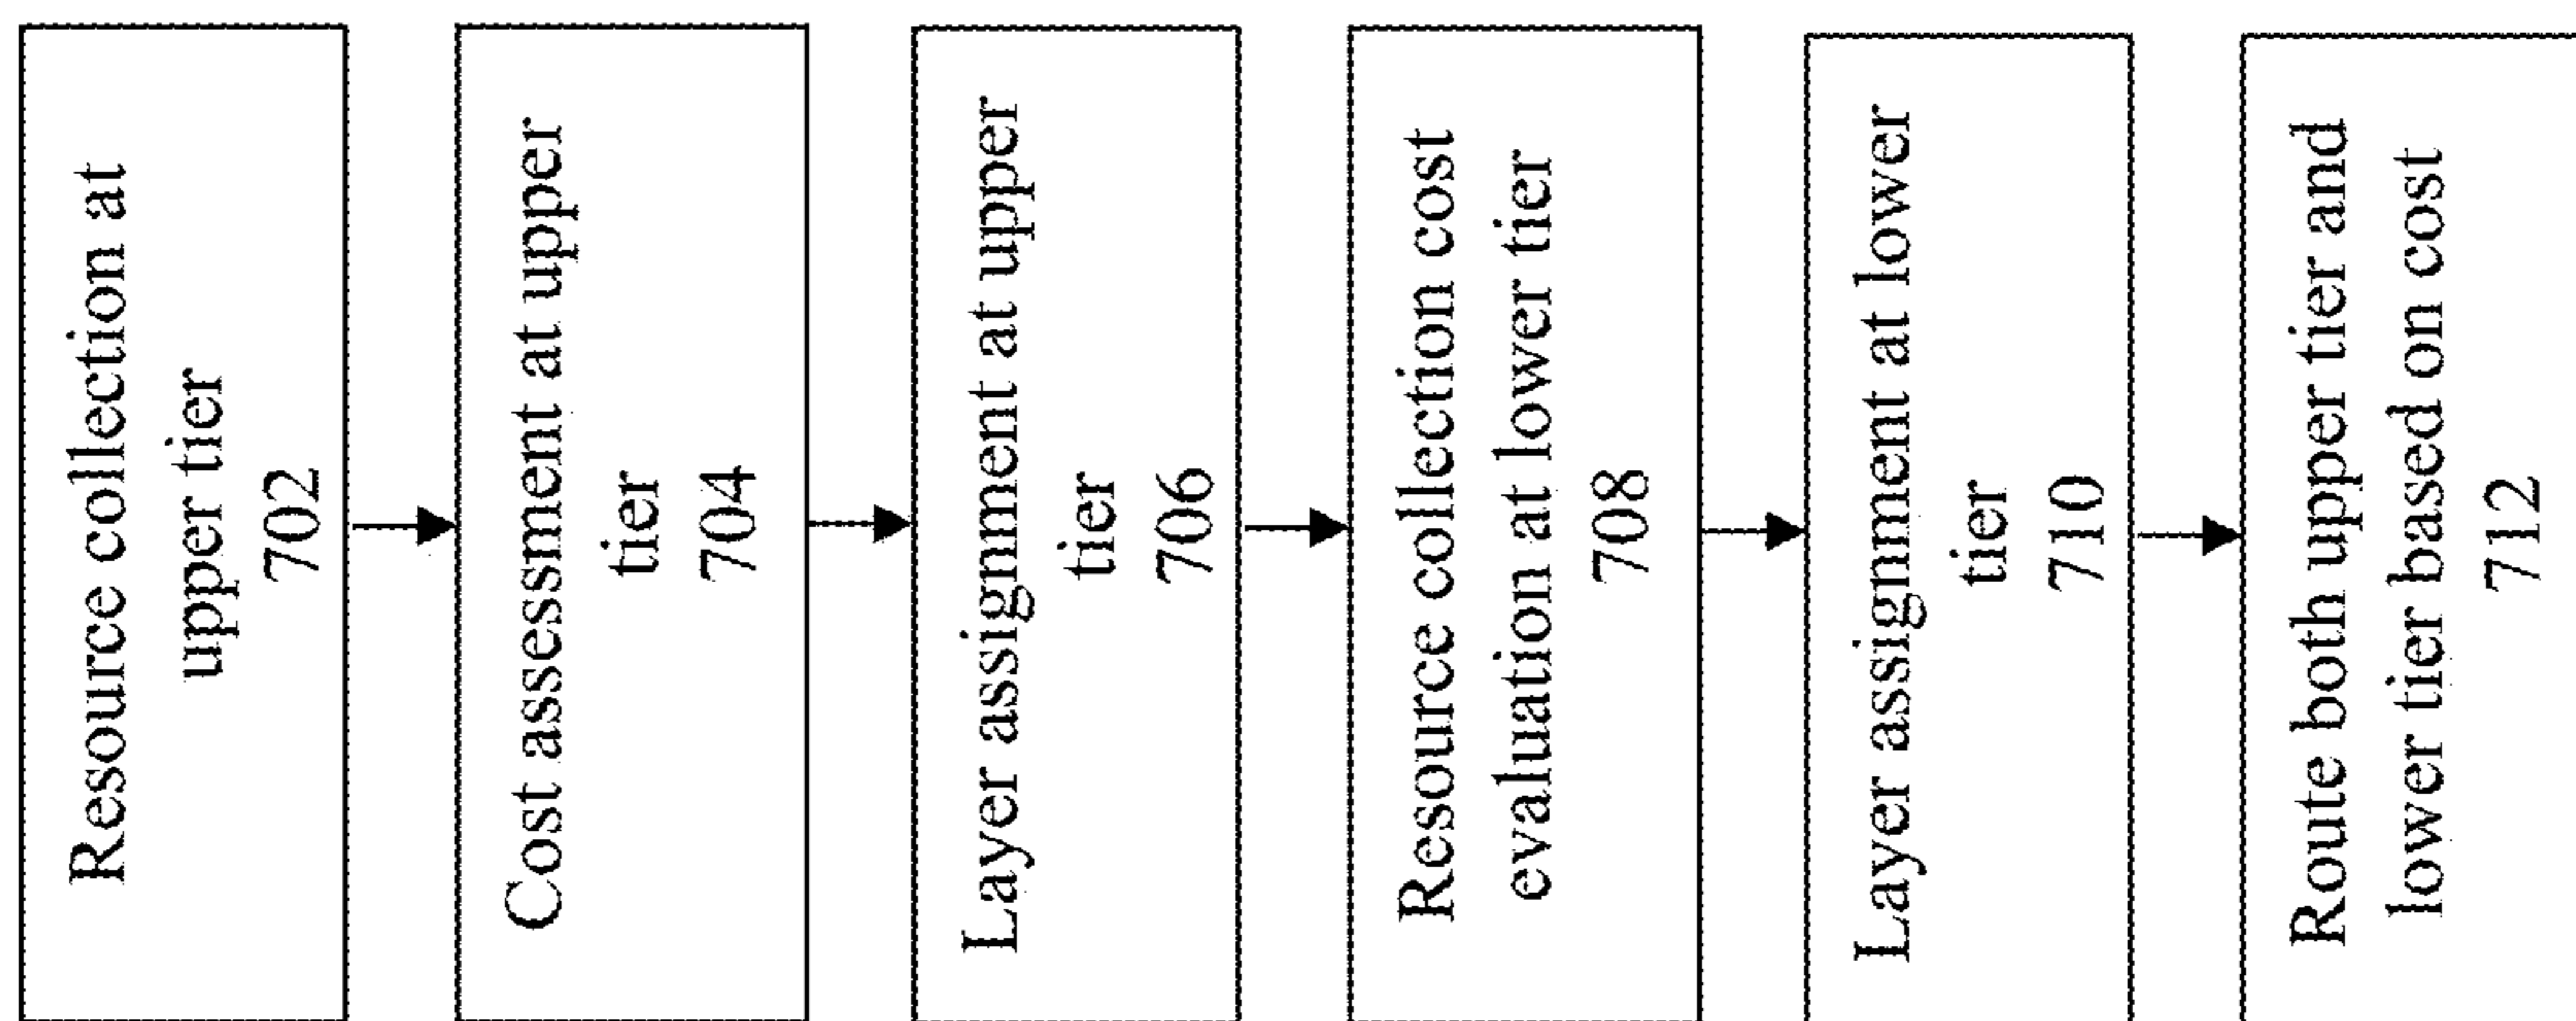 Resource collection at
upper tier
702
Cost assessment at upper
tier
704
Layer assignment at upper
tier
706
Resource collection cost
evaluation at lower tier
708
Layer assignment at lower
tier
710
Route both upper tier and
lower tier based on cost
712